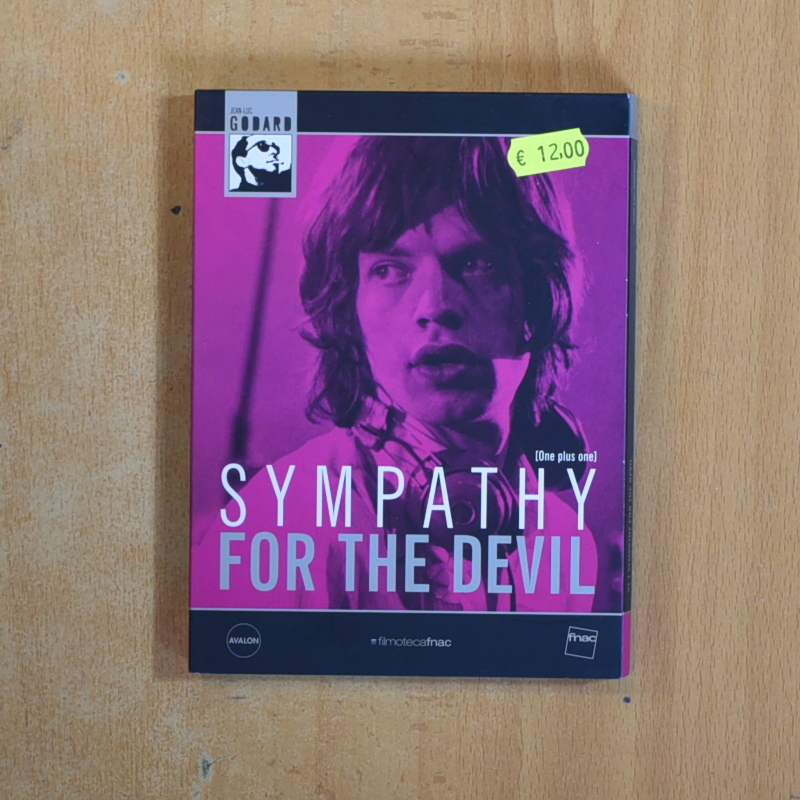 JEAN-LUC
GODARD
€ 12,00
[One plus one]
SYMPATHY
FOR THE DEVIL
AVALON
filmotecafnac
fnac